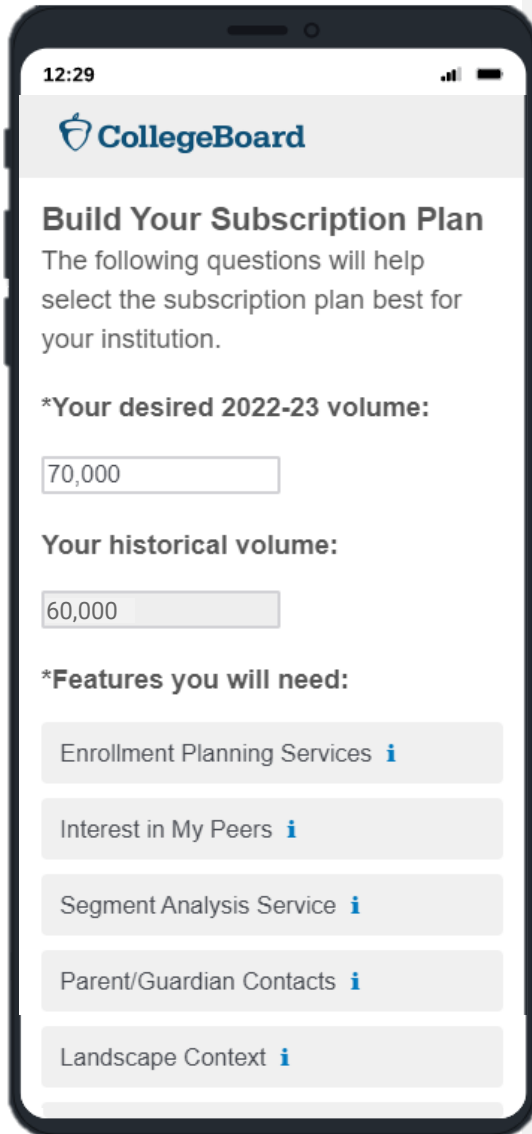 12:29
CollegeBoard
Build Your Subscription Plan
The following questions will help
select the subscription plan best for
your institution.
*Your desired 2022-23 volume:
70,000
Your historical volume:
60,000
*Features you will need:
Enrollment Planning Services i
Interest in My Peers i
Segment Analysis Service i
Parent/Guardian Contacts i
Landscape Context i